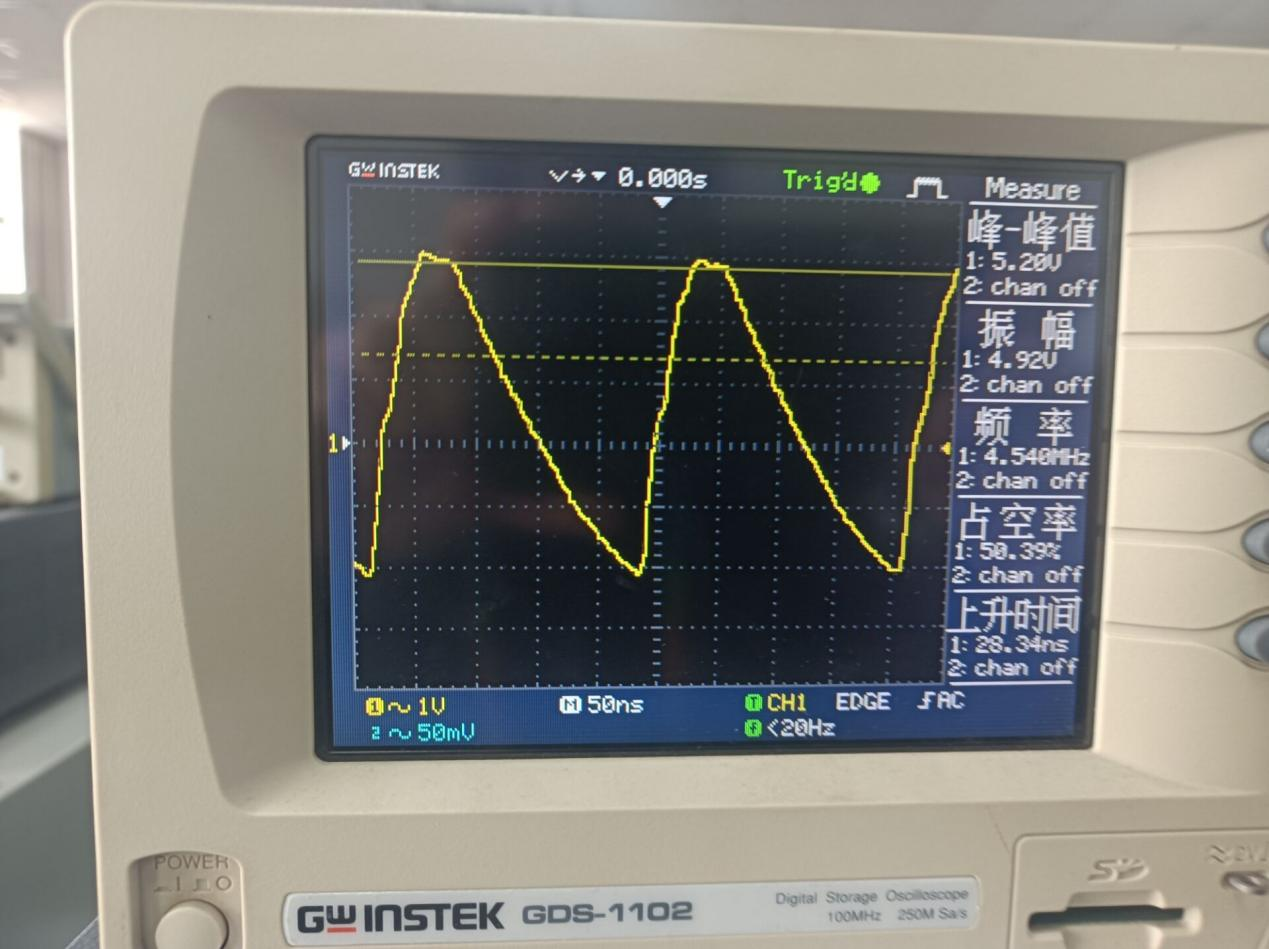 GW INSTEK
0.000s
Trig'd
Measure
峰-峰值
1: 5.20V
2: chan off
振 幅
1: 4.92V
2: chan off
频 率
1: 4.540MHz
2: chan off
占空率
1: 50.39%
2: chan off
上升时间
1: 28.34ns
2: chan off
1
1 ~ 1V
M 50ns
T CH1 EDGE AC
2 ~ 50mV
f <20Hz
POWER
GW INSTEK GDS-1102
Digital Storage Oscilloscope
100MHz 250M Sa/s
SD